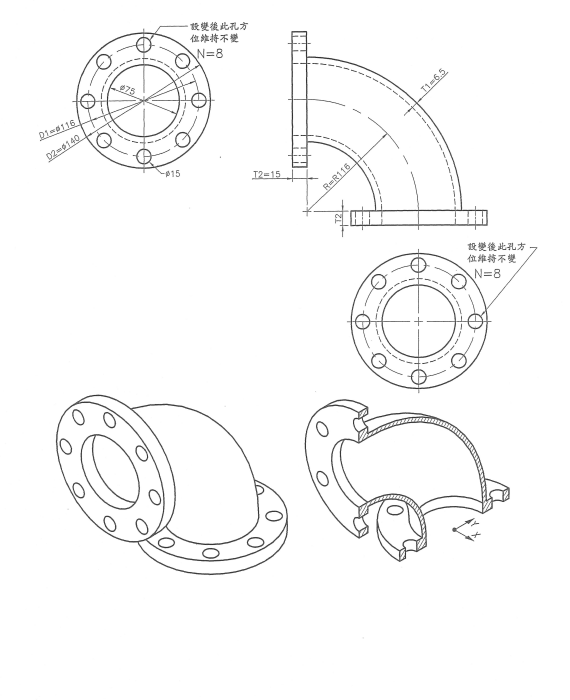 設變後此孔方
位維持不變
N=8
ø75
D1=ø116
D2=ø140
ø15
T1=6.5
T2=15
R=R116
T2
設變後此孔方
位維持不變
N=8
Y
X